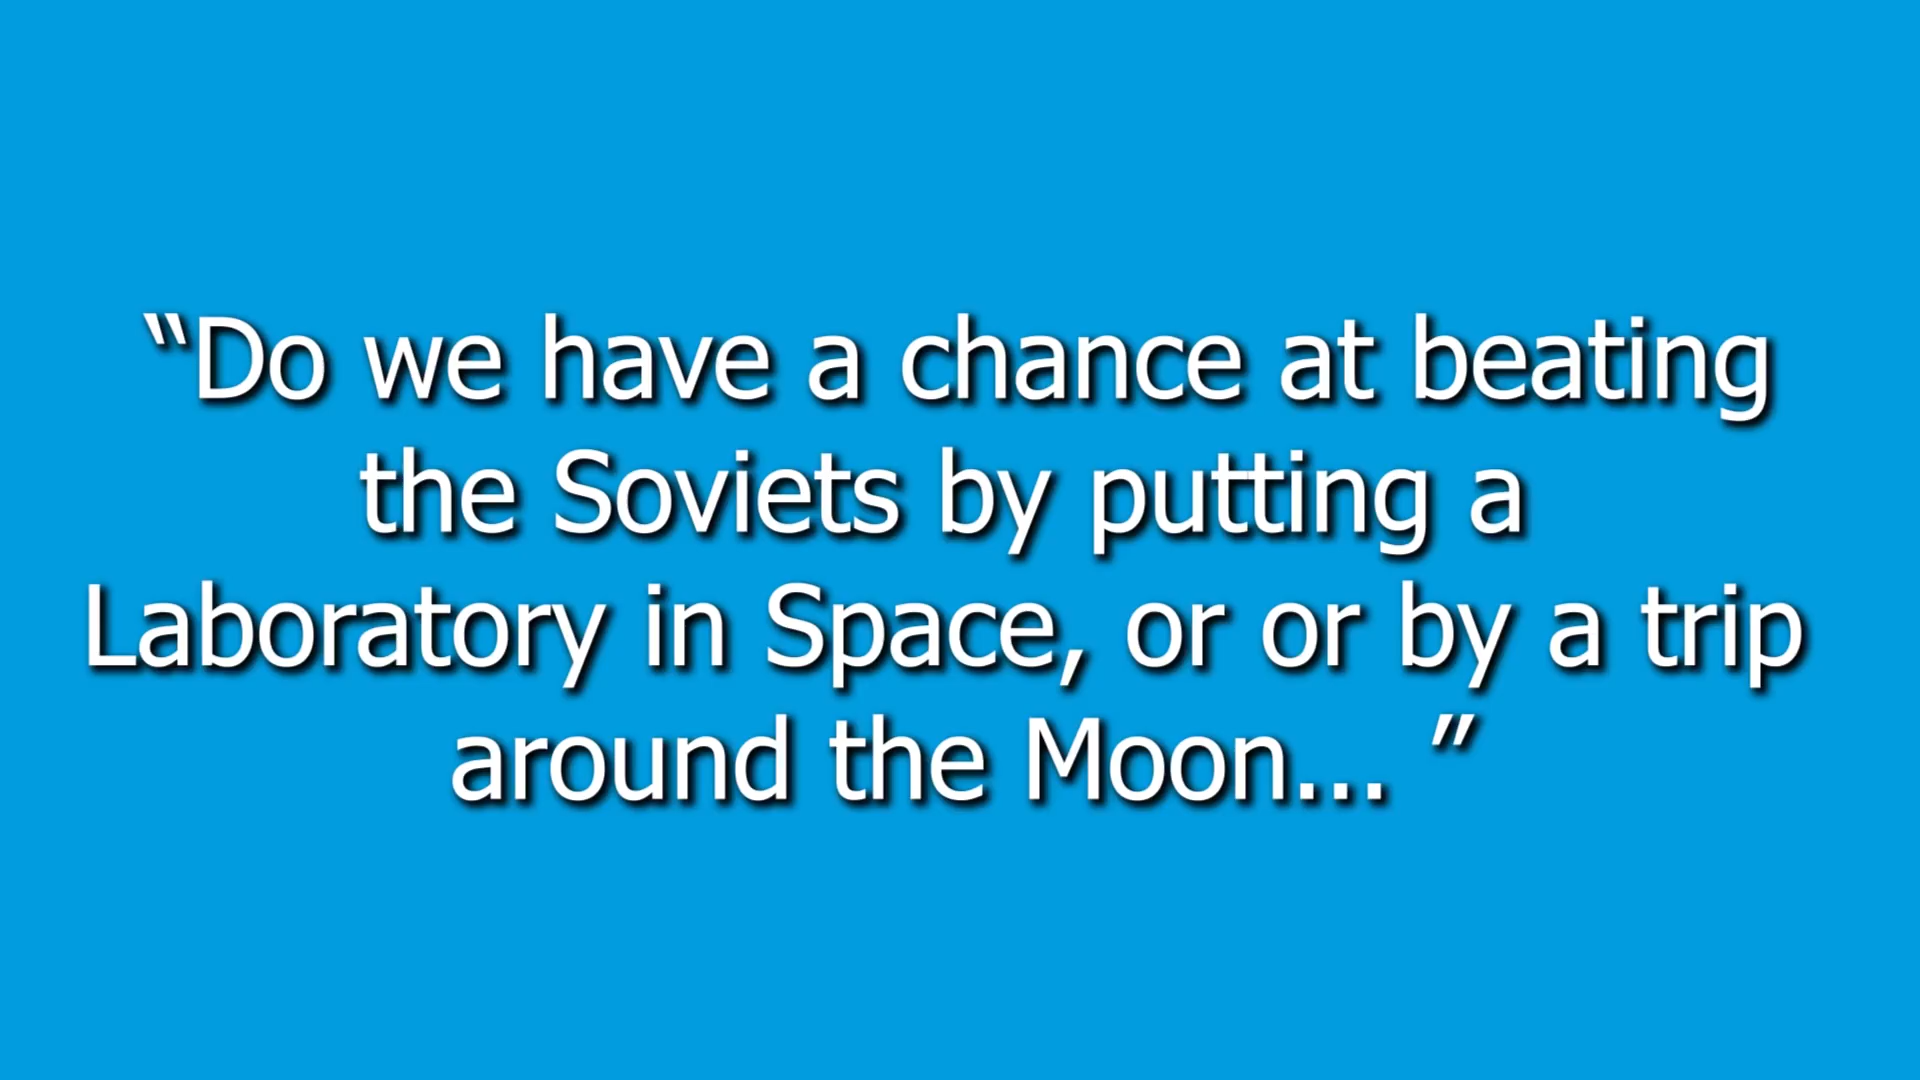 “Do we have a chance at beating
the Soviets by putting a
Laboratory in Space, or or by a trip
around the Moon... ”